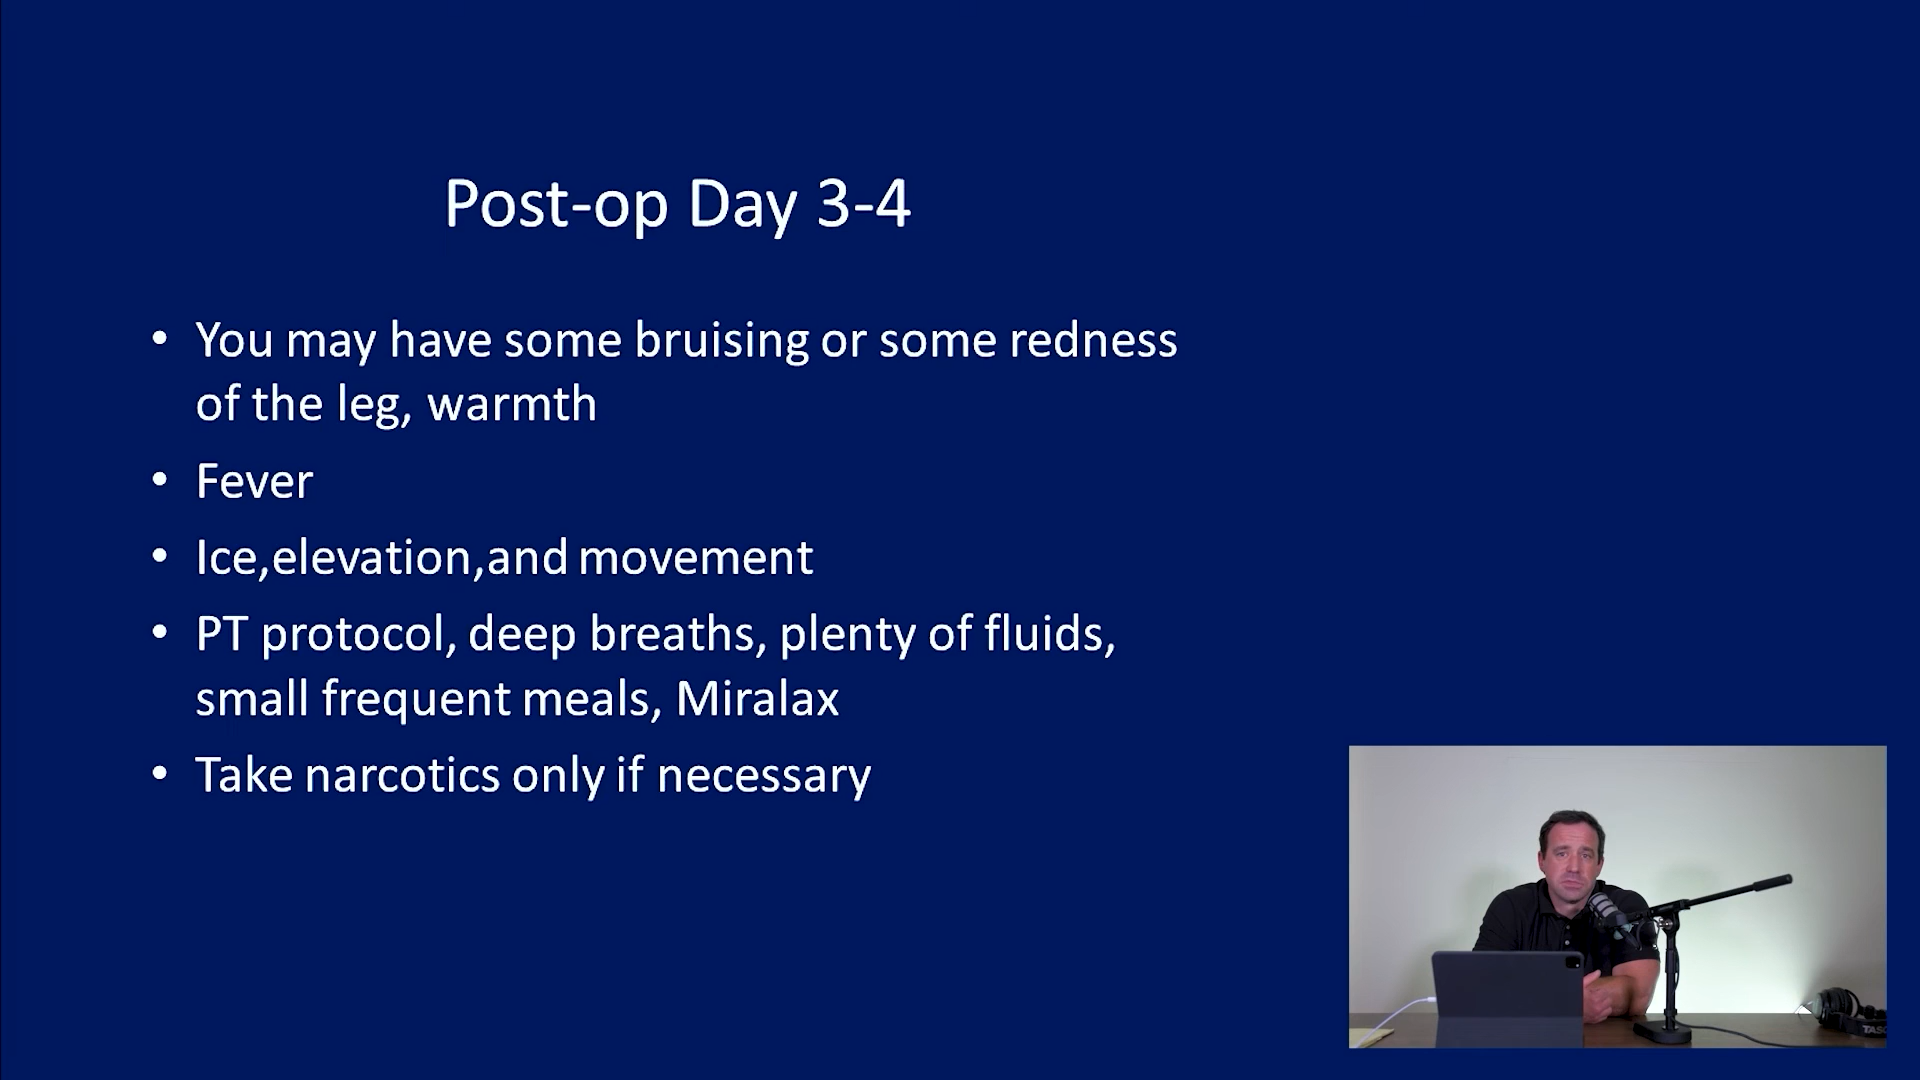 Post-op Day 3-4
• You may have some bruising or some redness
of the leg, warmth
• Fever
• Ice,elevation,and movement
• PT protocol, deep breaths, plenty of fluids,
small frequent meals, Miralax
• Take narcotics only if necessary